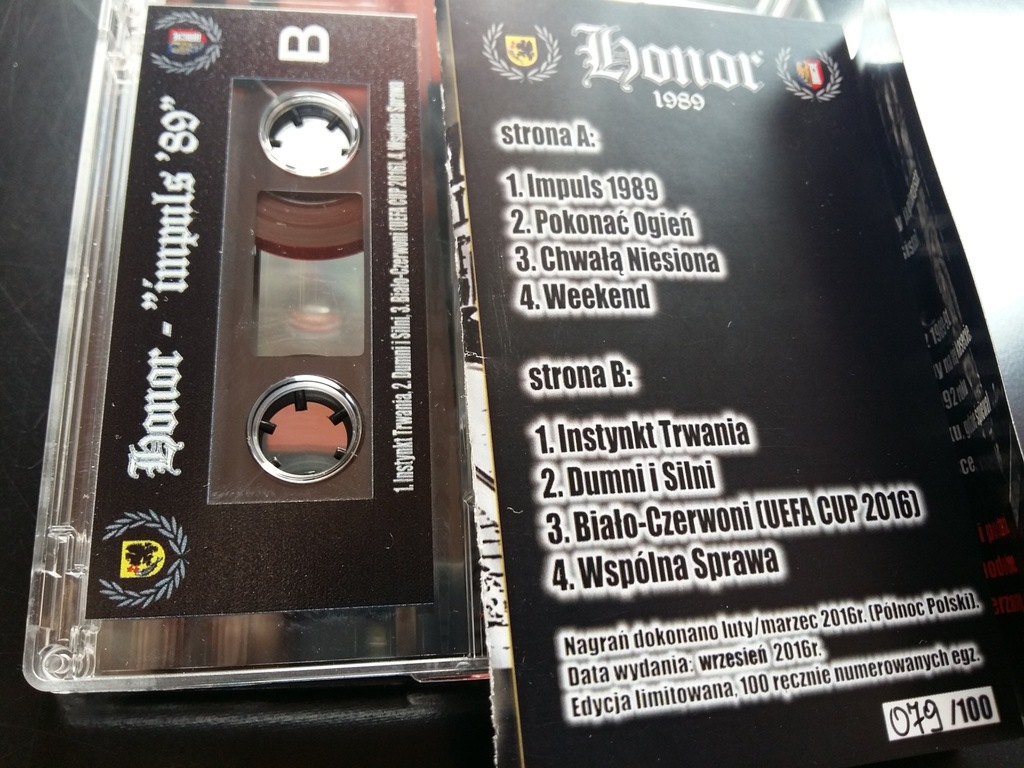 B
Honor - "impuls '89"
1. Instynkt Trwania, 2. Dumni i Silni, 3. Biało-Czerwoni (UEFA CUP 2016), 4. Wspólna Sprawa
Honor
1989
strona A:
1. Impuls 1989
2. Pokonać Ogień
3. Chwałą Niesiona
4. Weekend
strona B:
1. Instynkt Trwania
2. Dumni i Silni
3. Biało-Czerwoni (UEFA CUP 2016)
4. Wspólna Sprawa
Nagrań dokonano luty/marzec 2016r. (Północ Polski).
Data wydania: wrzesień 2016r.
Edycja limitowana, 100 ręcznie numerowanych egz.
079 /100